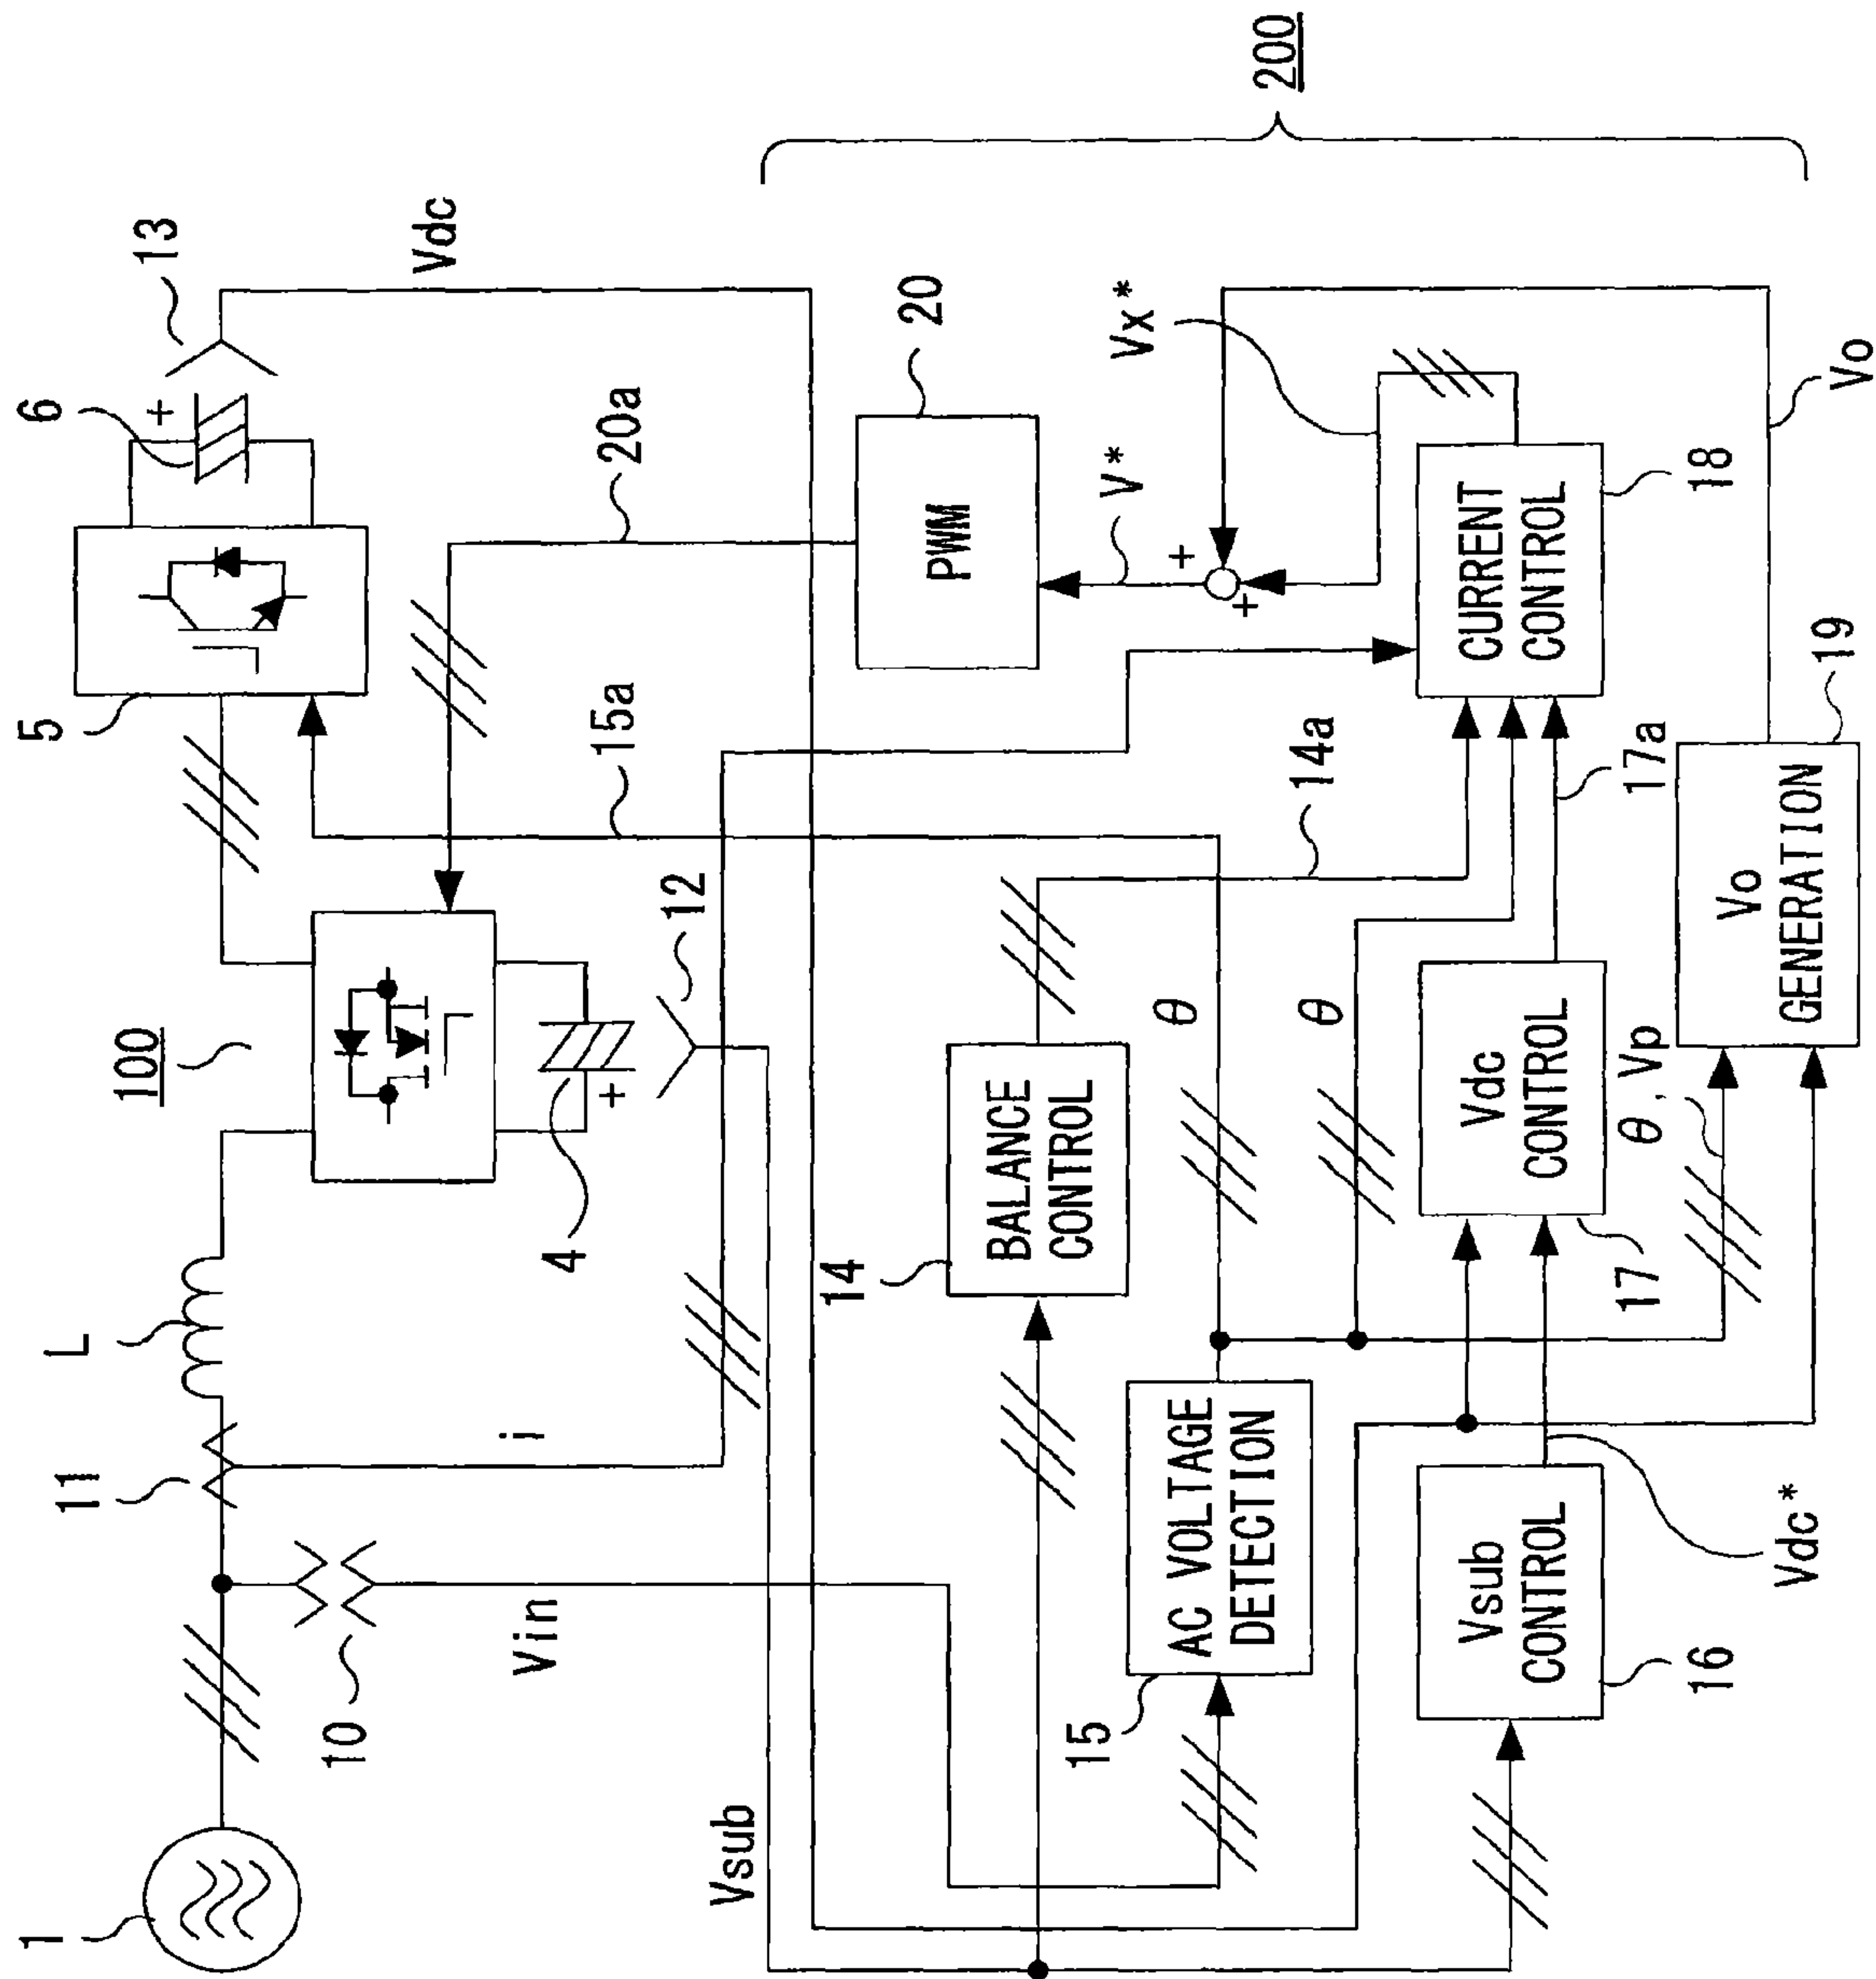 1
10
11
L
100
5
6
+
13
Vin
i
4
+
12
15a
20a
Vdc
Vsub
14
BALANCE
CONTROL
14a
PWM
20
V*
Vx*
+
+
200
15
AC VOLTAGE
DETECTION
θ
θ
16
Vsub
CONTROL
Vdc*
17
Vdc
CONTROL
17a
CURRENT
CONTROL
18
θ, Vp
Vo
GENERATION
19
Vo